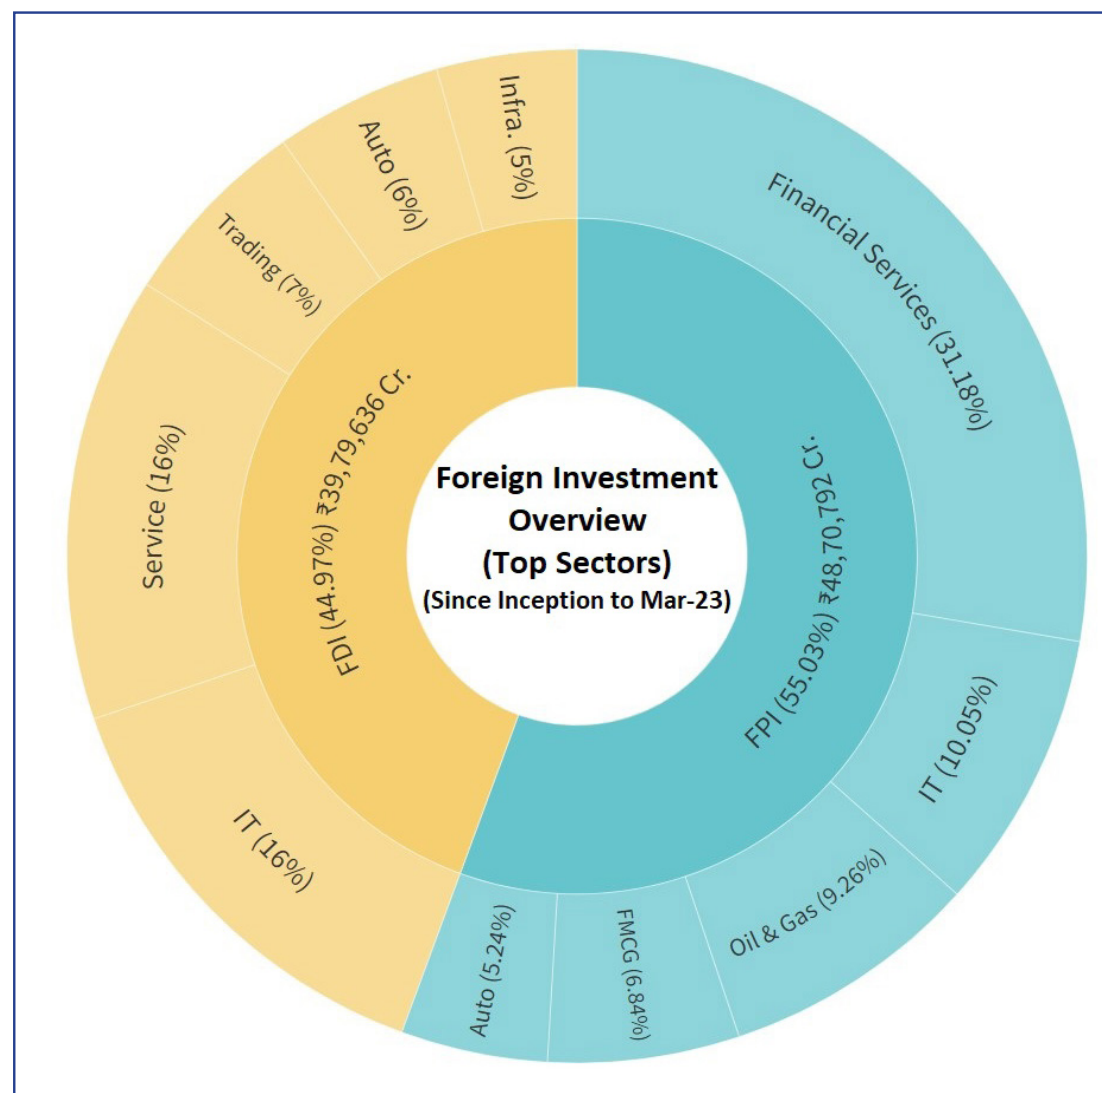 Foreign Investment
Overview
(Top Sectors)
(Since Inception to Mar-23)
FPI (55.03%) ₹48,70,792 Cr.
Financial Services (31.18%)
IT (10.05%)
Oil & Gas (9.26%)
FMCG (6.84%)
Auto (5.24%)
FDI (44.97%) ₹39,79,636 Cr.
IT (16%)
Service (16%)
Trading (7%)
Auto (6%)
Infra. (5%)